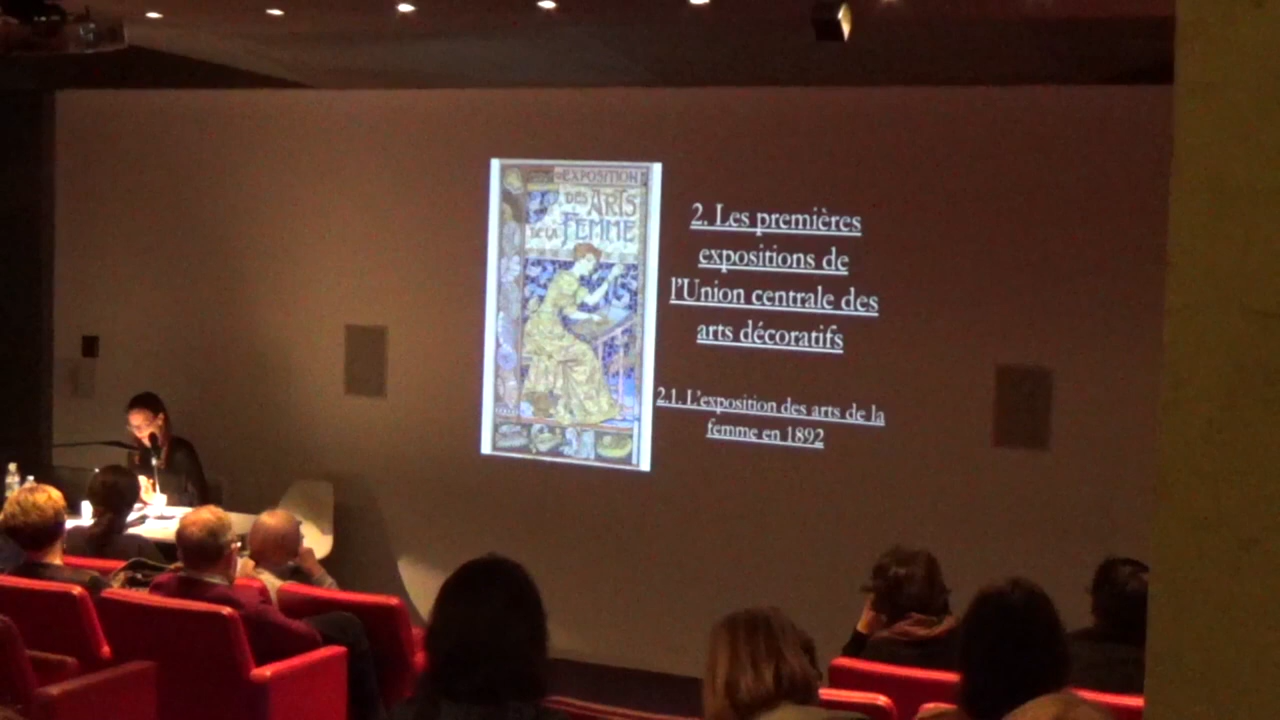 EXPOSITION
DES ARTS
DE LA FEMME
2. Les premières
expositions de
l'Union centrale des
arts décoratifs
2.1. L'exposition des arts de la
femme en 1892